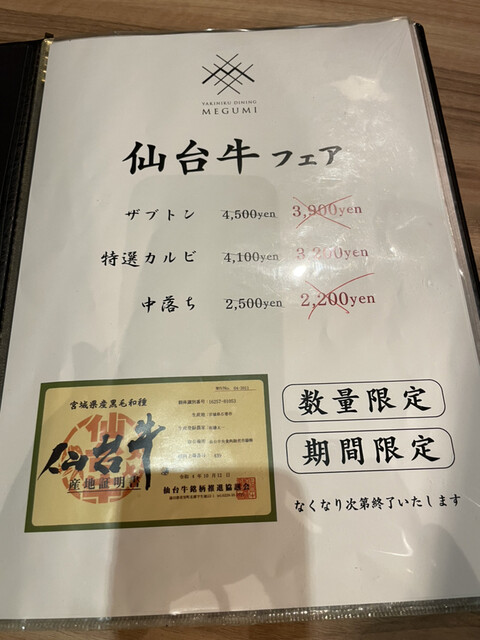 YAKINIKU DINING
MEGUMI
仙台牛フェア
ザブトン 4,500yen 3,900yen
特選カルビ 4,100yen 3,200yen
中落ち 2,500yen 2,200yen
宮城県産黒毛和種
仙台牛
産地証明書
仙台牛銘柄推進協議会
数量限定
期間限定
なくなり次第終了いたします